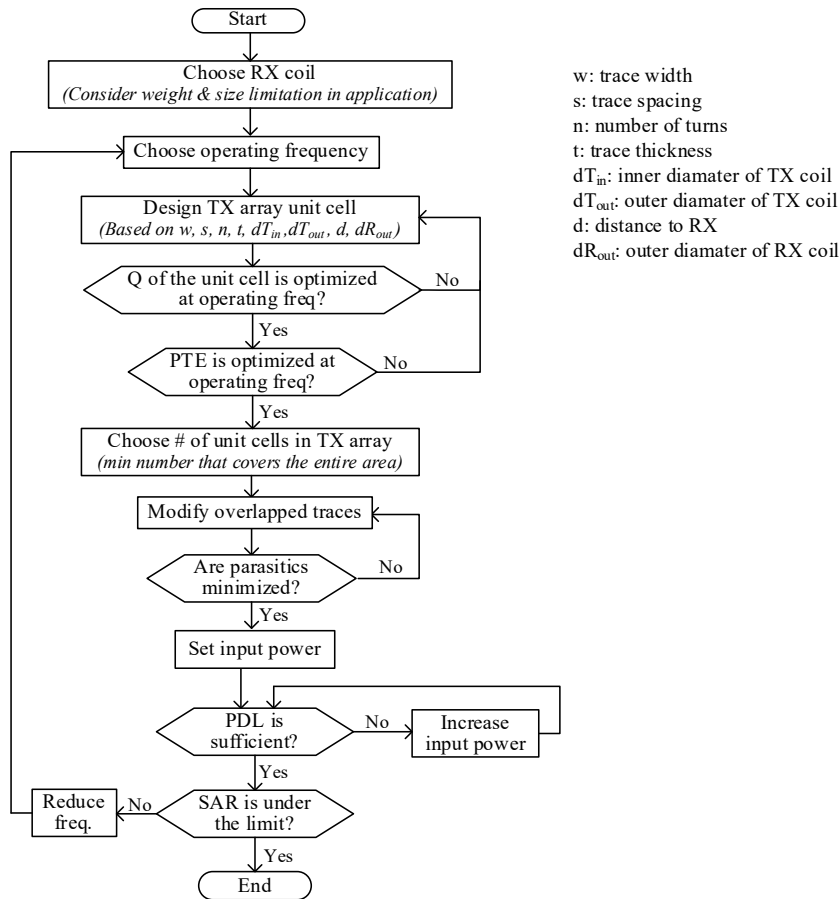 Start
Choose RX coil
(Consider weight & size limitation in application)
Choose operating frequency
Design TX array unit cell
(Based on w, s, n, t, dTin,dTout, d, dRout)
Q of the unit cell is optimized
at operating freq?
No
Yes
PTE is optimized at
operating freq?
No
Yes
Choose # of unit cells in TX array
(min number that covers the entire area)
Modify overlapped traces
Are parasitics
minimized?
No
Yes
Set input power
PDL is
sufficient?
No
Increase
input power
Yes
SAR is under
the limit?
No
Reduce
freq.
Yes
End
w: trace width
s: trace spacing
n: number of turns
t: trace thickness
dTin: inner diamater of TX coil
dTout: outer diamater of TX coil
d: distance to RX
dRout: outer diamater of RX coil